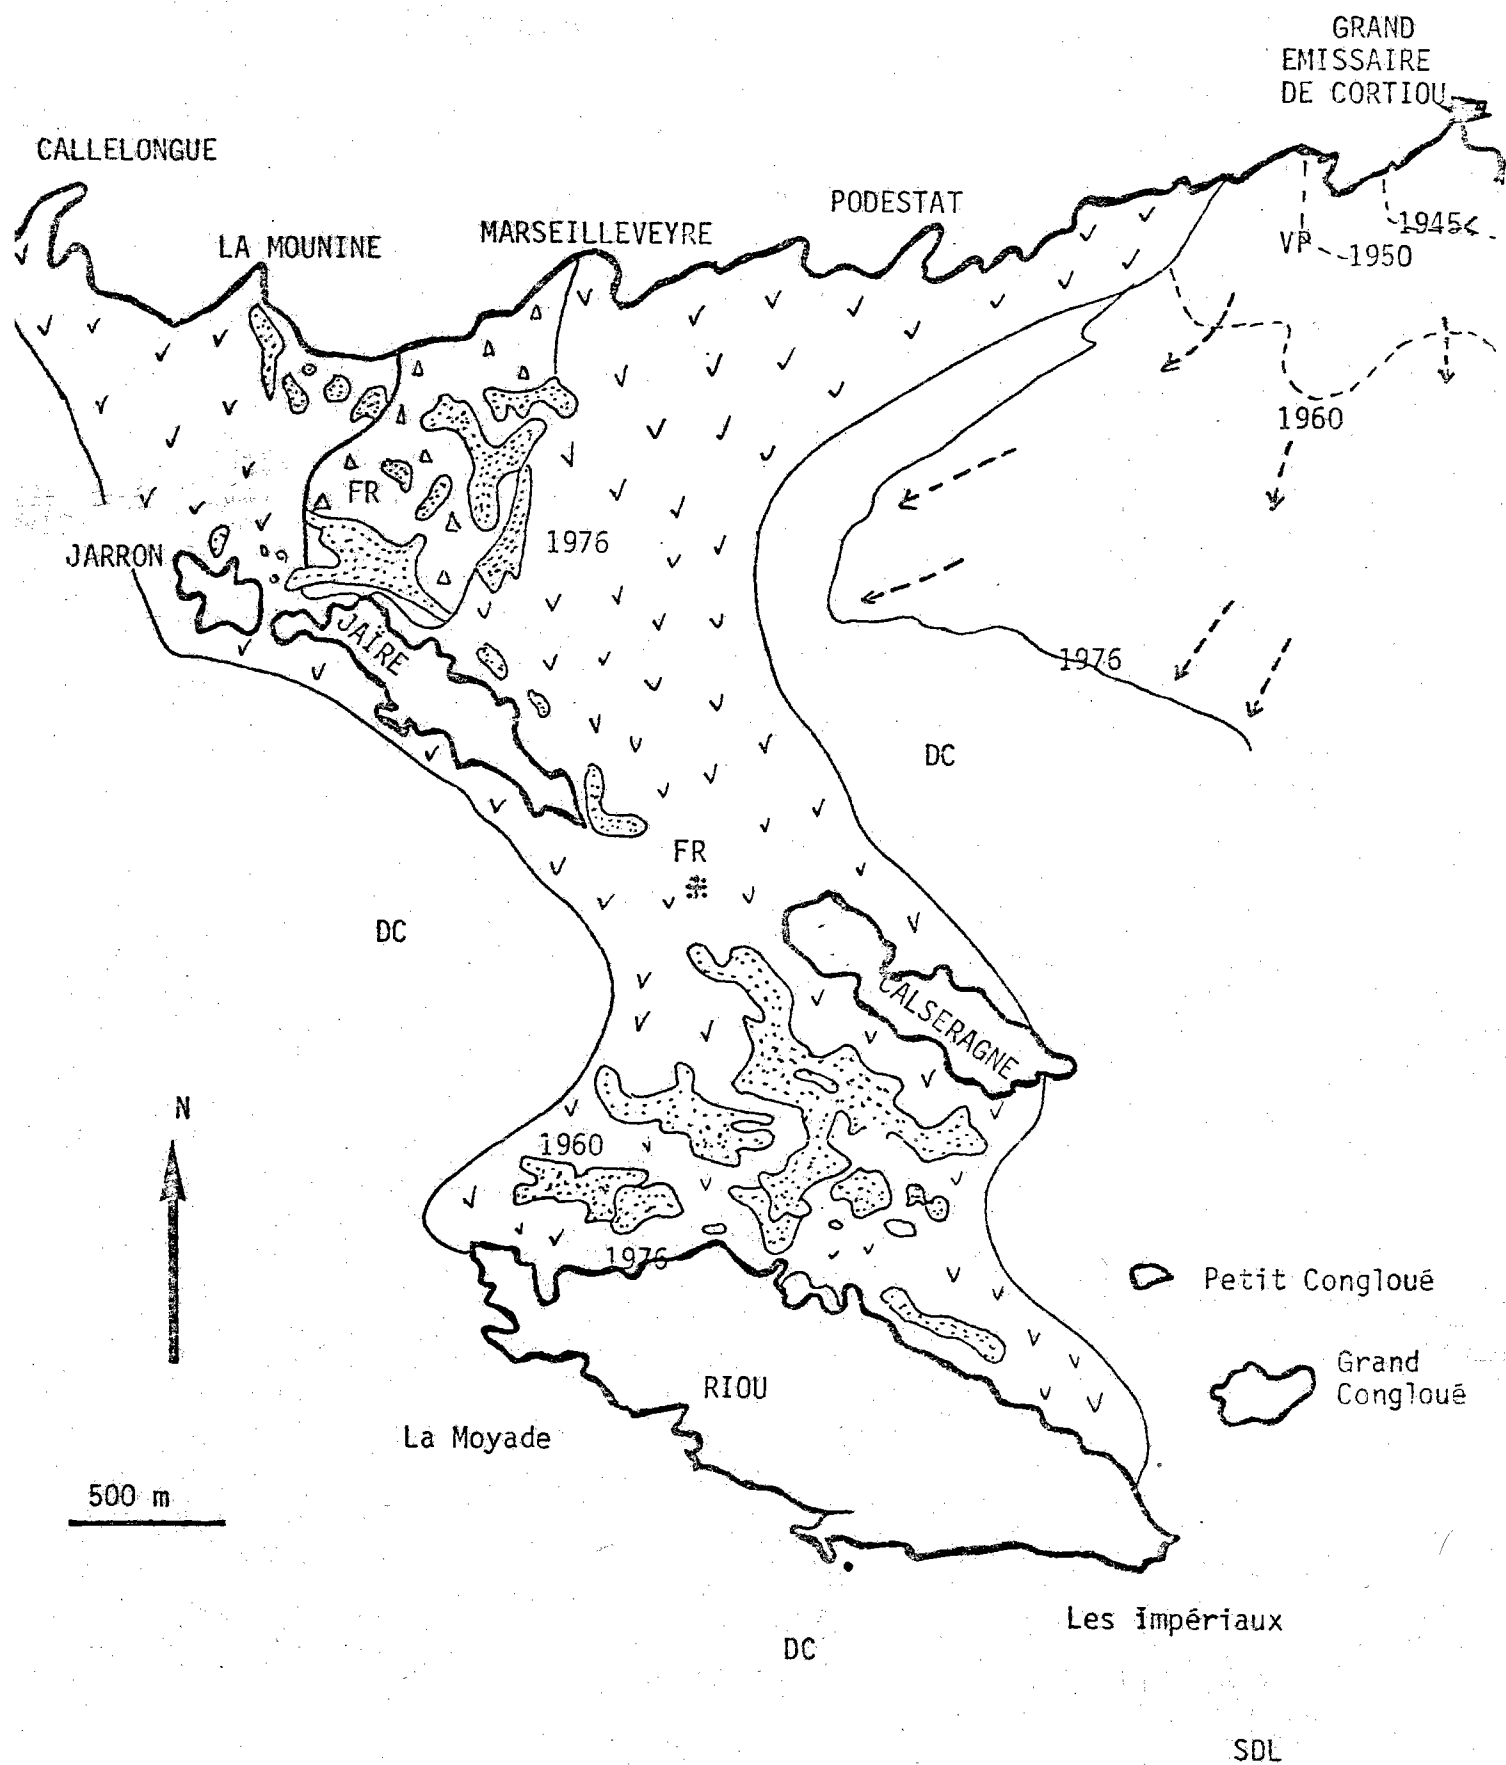 GRAND
EMISSAIRE
DE CORTIOU
CALLELONGUE
PODESTAT
LA MOUNINE
MARSEILLEVEYRE
1945
VP
1950
1960
FR
1976
JARRON
JAÏRE
1976
DC
FR
DC
CALSERAGNE
N
1960
1976
Petit Congloué
Grand
Congloué
RIOU
La Moyade
500 m
Les Impériaux
DC
SDL